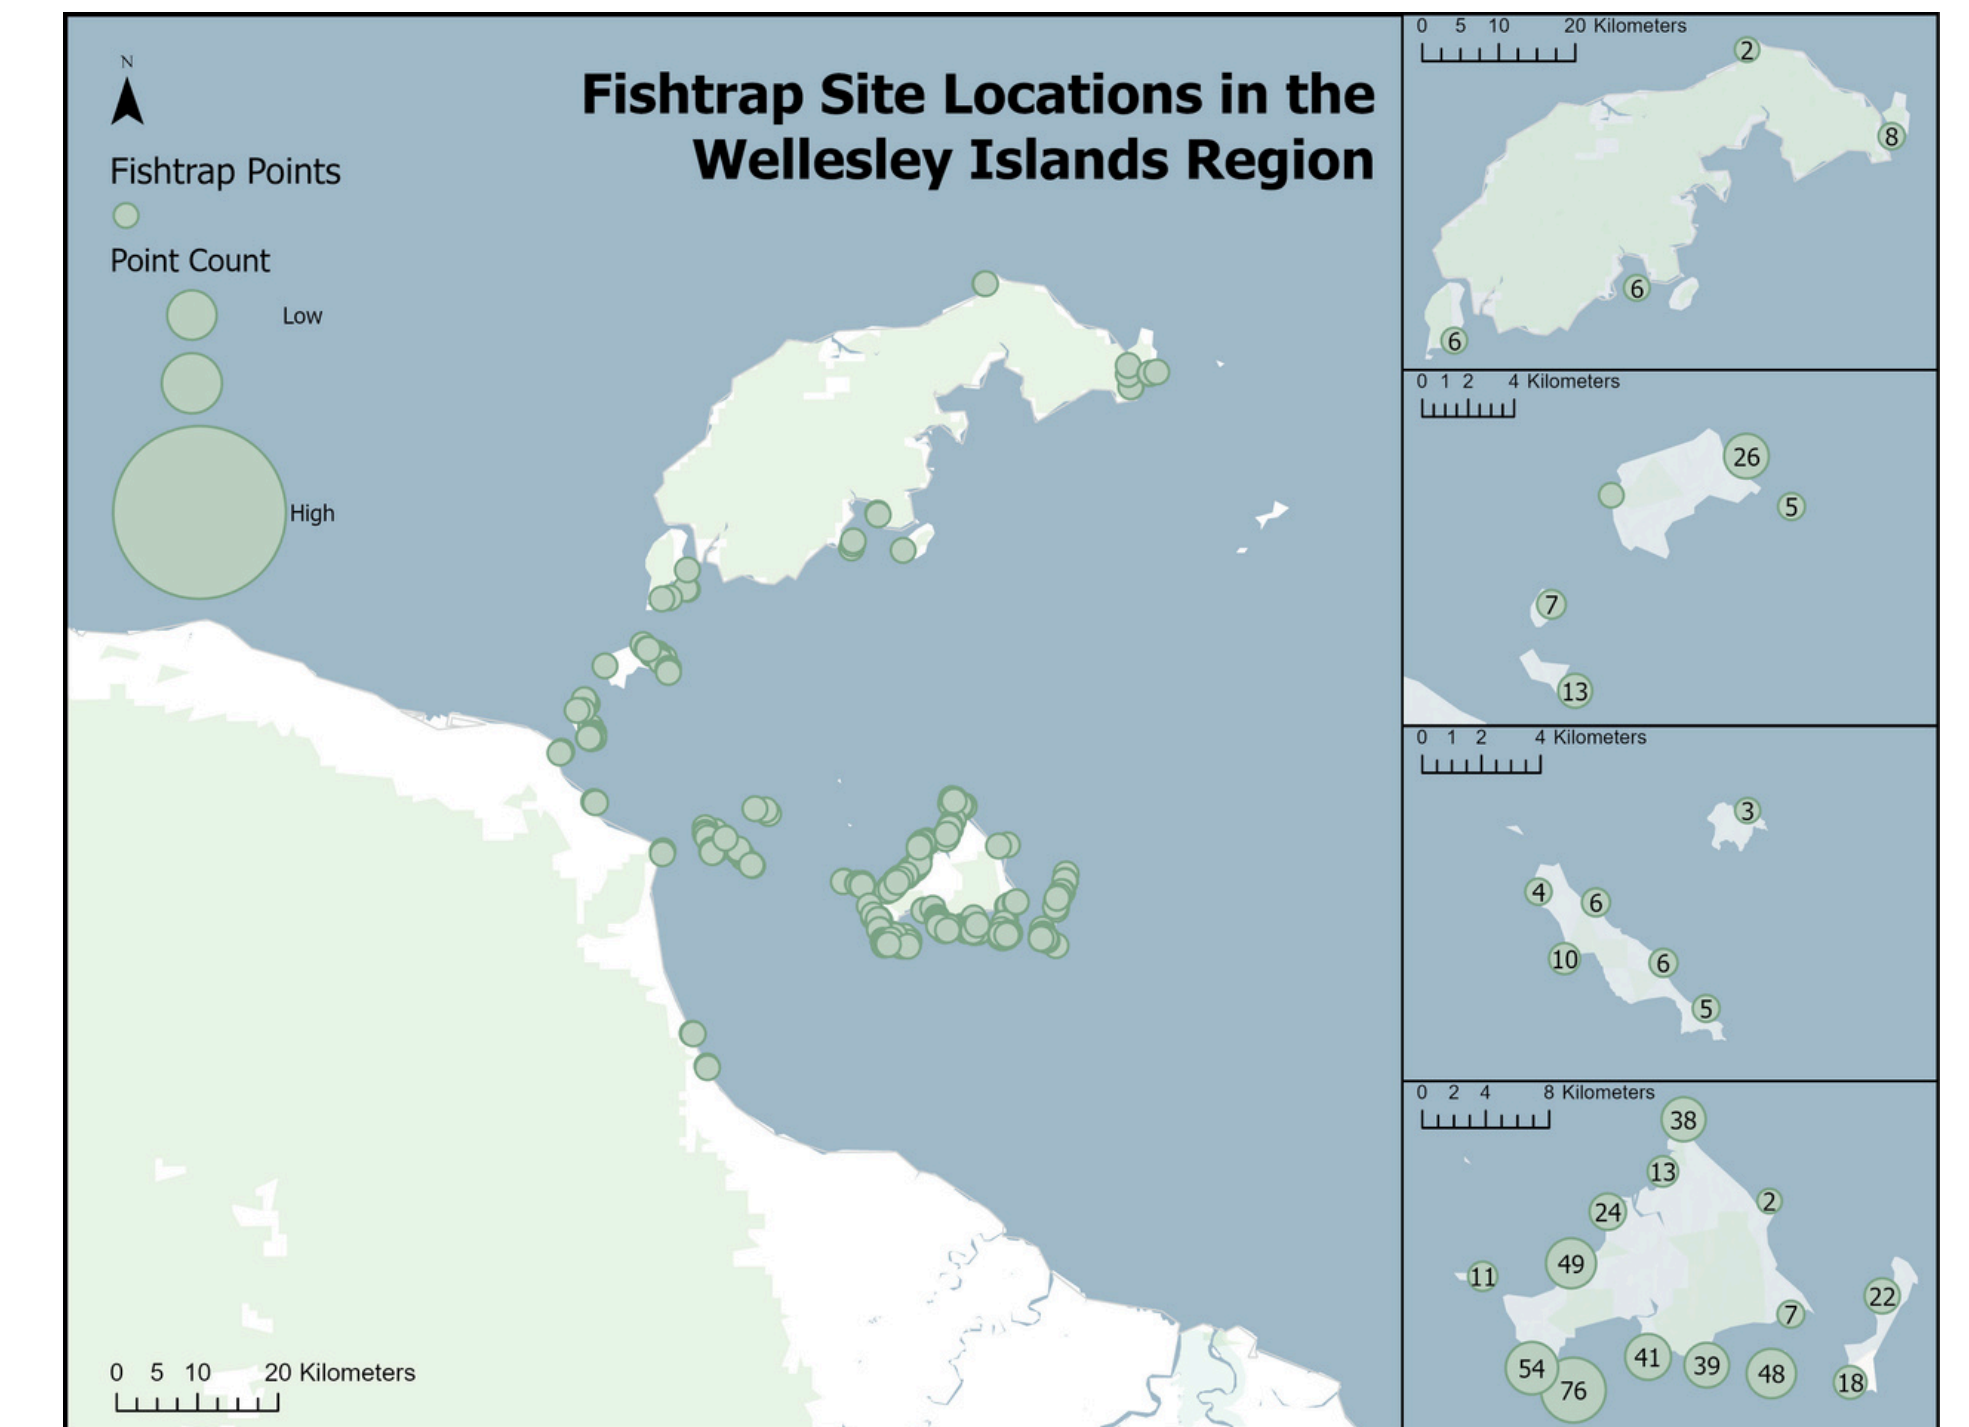 N
Fishtrap Site Locations in the
Wellesley Islands Region
Fishtrap Points
Point Count
Low
High
0 5 10 20 Kilometers
0 5 10 20 Kilometers
2
8
6
6
0 1 2 4 Kilometers
26
5
7
13
0 1 2 4 Kilometers
3
4
6
10
6
5
0 2 4 8 Kilometers
38
13
2
24
49
11
22
7
41
39
48
54
76
18